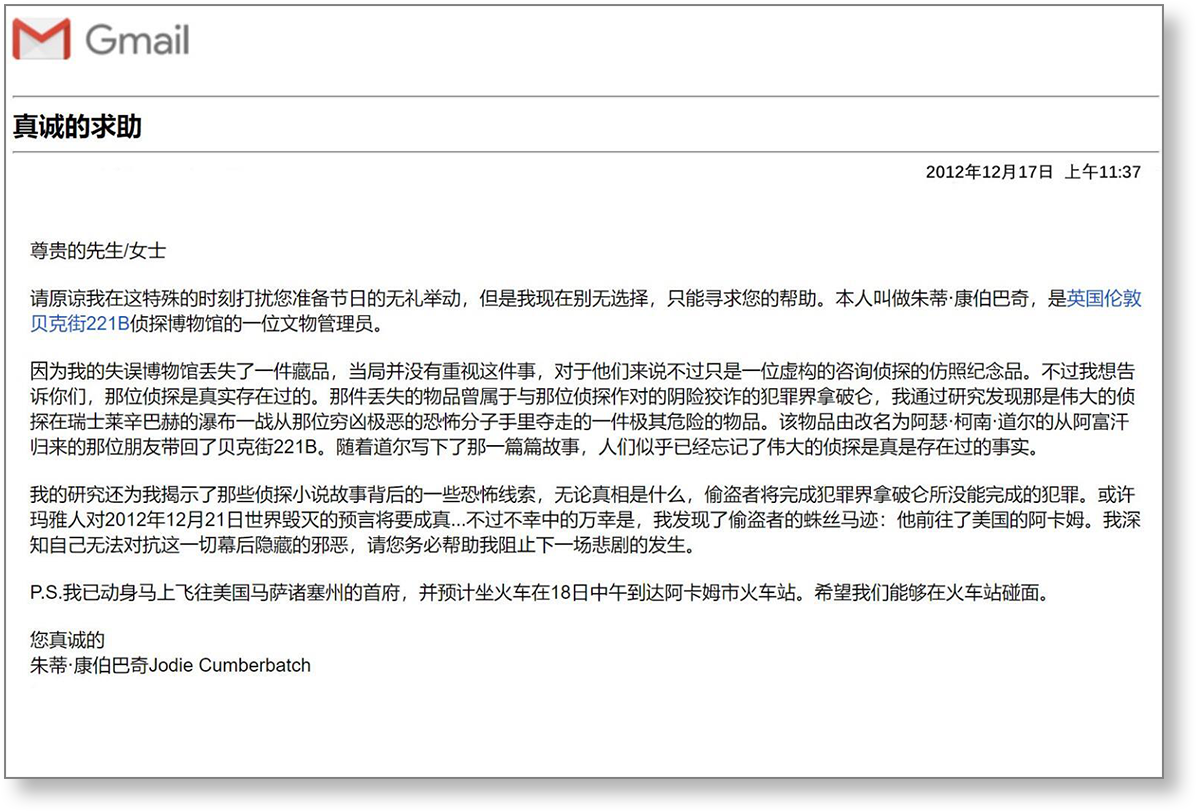 Gmail
真诚的求助
2012年12月17日 上午11:37
尊贵的先生/女士
请原谅我在这特殊的时刻打扰您准备节日的无礼举动，但是我现在别无选择，只能寻求您的帮助。本人叫做朱蒂·康伯巴奇，是英国伦敦
贝克街221B侦探博物馆的一位文物管理员。
因为我的失误博物馆丢失了一件藏品，当局并没有重视这件事，对于他们来说不过只是一位虚构的咨询侦探的仿照纪念品。不过我想告
诉你们，那位侦探是真实存在过的。那件丢失的物品曾属于与那位侦探作对的阴险狡诈的犯罪界拿破仑，我通过研究发现那是伟大的侦
探在瑞士莱辛巴赫的瀑布一战从那位穷凶极恶的恐怖分子手里夺走的一件极其危险的物品。该物品由改名为阿瑟·柯南·道尔的从阿富汗
归来的那位朋友带回了贝克街221B。随着道尔写下了那一篇篇故事，人们似乎已经忘记了伟大的侦探是真是存在过的事实。
我的研究还为我揭示了那些侦探小说故事背后的一些恐怖线索，无论真相是什么，偷盗者将完成犯罪界拿破仑所没能完成的犯罪。或许
玛雅人对2012年12月21日世界毁灭的预言将要成真...不过不幸中的万幸是，我发现了偷盗者的蛛丝马迹：他前往了美国的阿卡姆。我深
知自己无法对抗这一切幕后隐藏的邪恶，请您务必帮助我阻止下一场悲剧的发生。
P.S.我已动身马上飞往美国马萨诸塞州的首府，并预计坐火车在18日中午到达阿卡姆市火车站。希望我们能够在火车站碰面。
您真诚的
朱蒂·康伯巴奇Jodie Cumberbatch